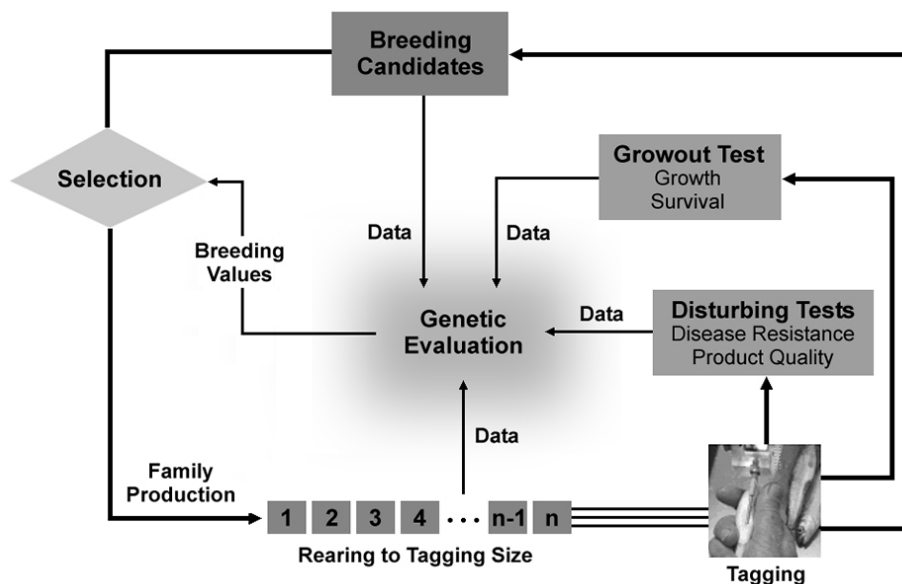 Breeding
Candidates
Selection
Growout Test
Growth
Survival
Data
Data
Breeding
Values
Genetic
Evaluation
Data
Disturbing Tests
Disease Resistance
Product Quality
Data
Family
Production
1 2 3 4 ... n-1 n
Rearing to Tagging Size
Tagging